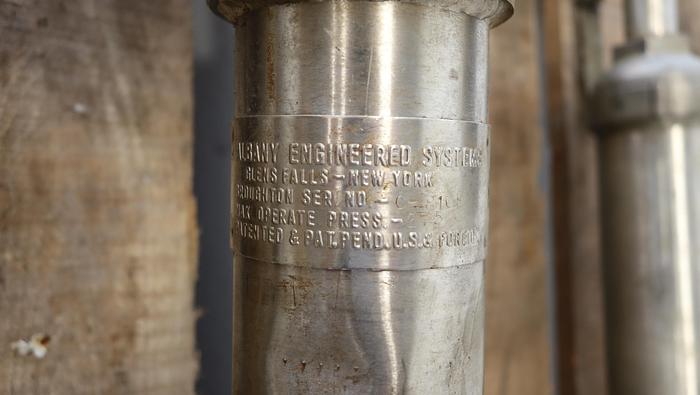 ALBANY ENGINEERED SYSTEMS
GLENS FALLS - NEW YORK
BROUGHTON SER. NO. -
MAX OPERATE PRESS. -
PATENTED & PAT. PEND. U.S. & FOREIGN